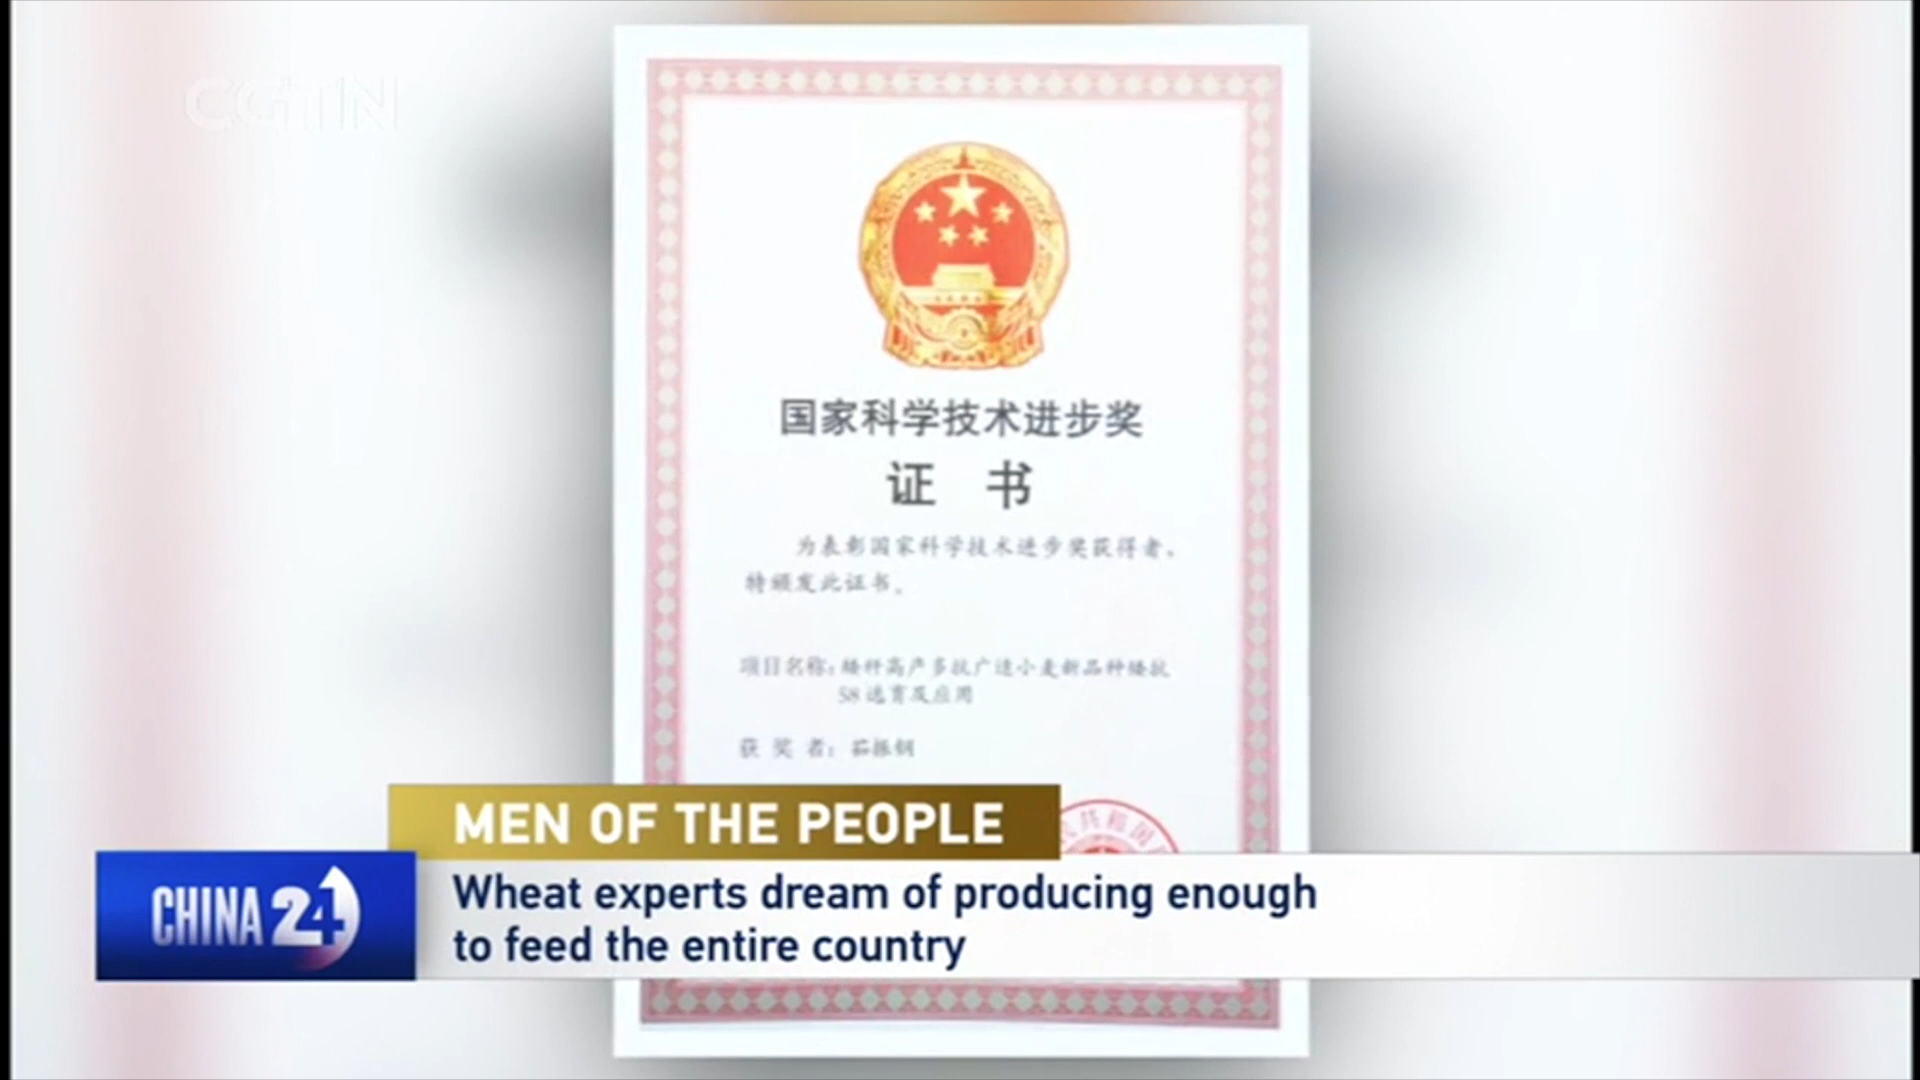 CGTN
国家科学技术进步奖
证 书
为表彰国家科学技术进步奖获得者,
特颁发此证书。
项目名称:矮秆高产多抗广适小麦新品种矮抗
58选育及应用
获 奖 者:茹振钢
共和国
MEN OF THE PEOPLE
CHINA 24
Wheat experts dream of producing enough
to feed the entire country